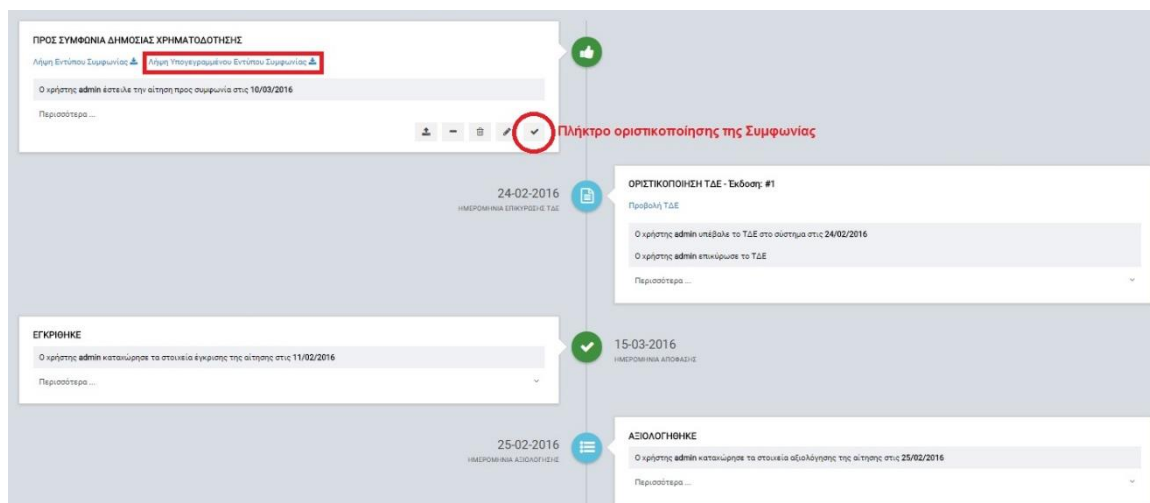 ΠΡΟΣ ΣΥΜΦΩΝΙΑ ΔΗΜΟΣΙΑΣ ΧΡΗΜΑΤΟΔΟΤΗΣΗΣ
Λήψη Εντύπου Συμφωνίας Λήψη Υπογεγραμμένου Εντύπου Συμφωνίας
Ο χρήστης admin έστειλε την αίτηση προς συμφωνία στις 10/03/2016
Περισσότερα ...
Πλήκτρο οριστικοποίησης της Συμφωνίας
24-02-2016
ΗΜΕΡΟΜΗΝΙΑ ΕΠΙΚΥΡΩΣΗΣ ΤΔΕ
ΟΡΙΣΤΙΚΟΠΟΙΗΣΗ ΤΔΕ - Έκδοση: #1
Προβολή ΤΔΕ
Ο χρήστης admin υπέβαλε το ΤΔΕ στο σύστημα στις 24/02/2016
Ο χρήστης admin επικύρωσε το ΤΔΕ
Περισσότερα ...
ΕΓΚΡΙΘΗΚΕ
Ο χρήστης admin καταχώρησε τα στοιχεία έγκρισης της αίτησης στις 11/02/2016
Περισσότερα ...
15-03-2016
ΗΜΕΡΟΜΗΝΙΑ ΑΠΟΦΑΣΗΣ
25-02-2016
ΗΜΕΡΟΜΗΝΙΑ ΑΞΙΟΛΟΓΗΣΗΣ
ΑΞΙΟΛΟΓΗΘΗΚΕ
Ο χρήστης admin καταχώρησε τα στοιχεία αξιολόγησης της αίτησης στις 25/02/2016
Περισσότερα ...